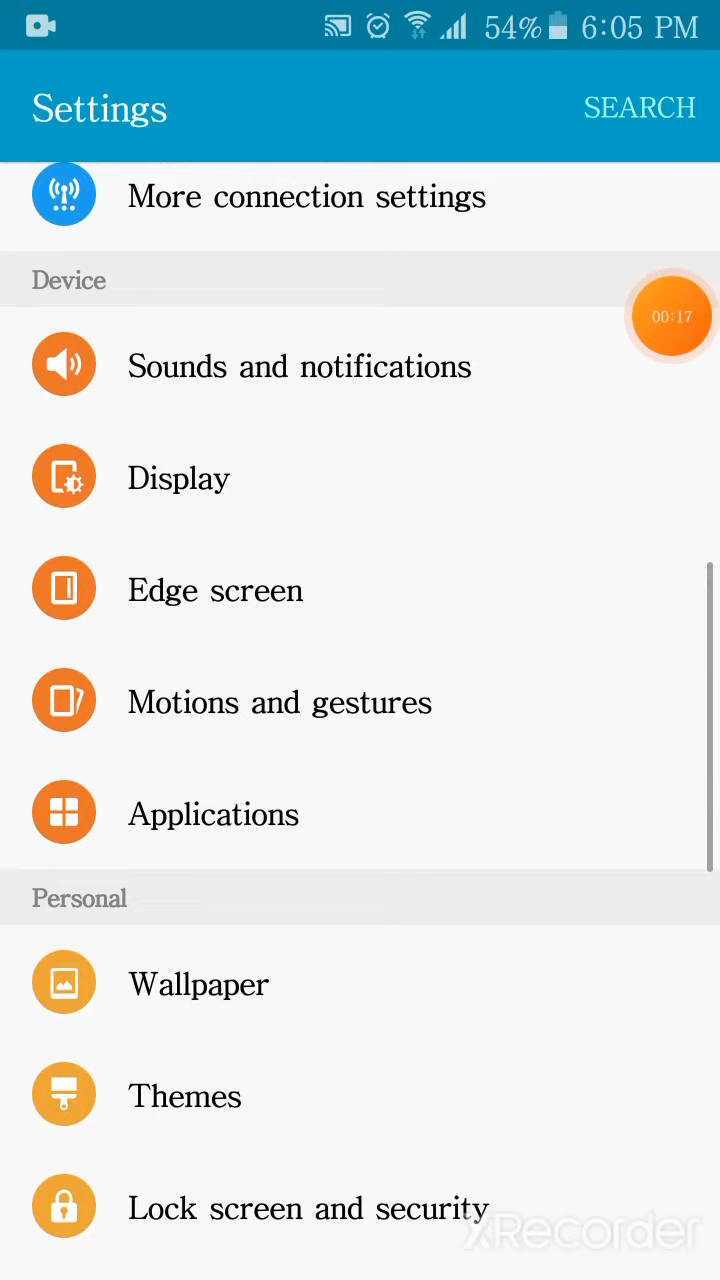 54% 6:05 PM
Settings SEARCH
More connection settings
Device
00:17
Sounds and notifications
Display
Edge screen
Motions and gestures
Applications
Personal
Wallpaper
Themes
Lock screen and security
XRecorder